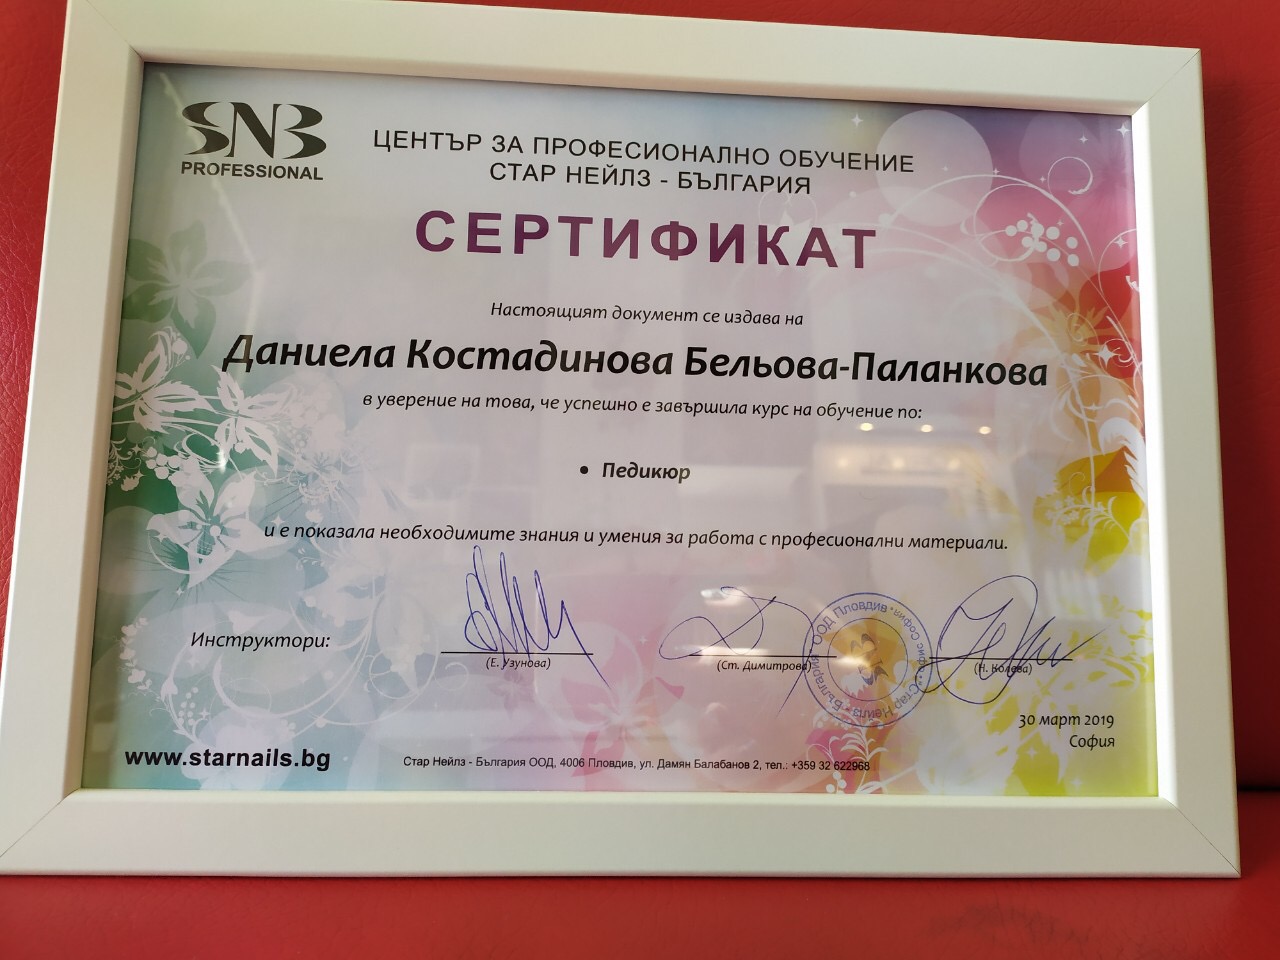 SNB
PROFESSIONAL
ЦЕНТЪР ЗА ПРОФЕСИОНАЛНО ОБУЧЕНИЕ
СТАР НЕЙЛЗ - БЪЛГАРИЯ
СЕРТИФИКАТ
Настоящият документ се издава на
Даниела Костадинова Бельова-Паланкова
в уверение на това, че успешно е завършила курс на обучение по:
• Педикюр
и е показала необходимите знания и умения за работа с професионални материали.
Инструктори:
(Е. Узунова)
(Ст. Димитрова)
(Н. Колева)
Стар Нейлз - България ООД Пловдив • офис София •
30 март 2019
София
www.starnails.bg
Стар Нейлз - България ООД, 4006 Пловдив, ул. Дамян Балабанов 2, тел.: +359 32 622968